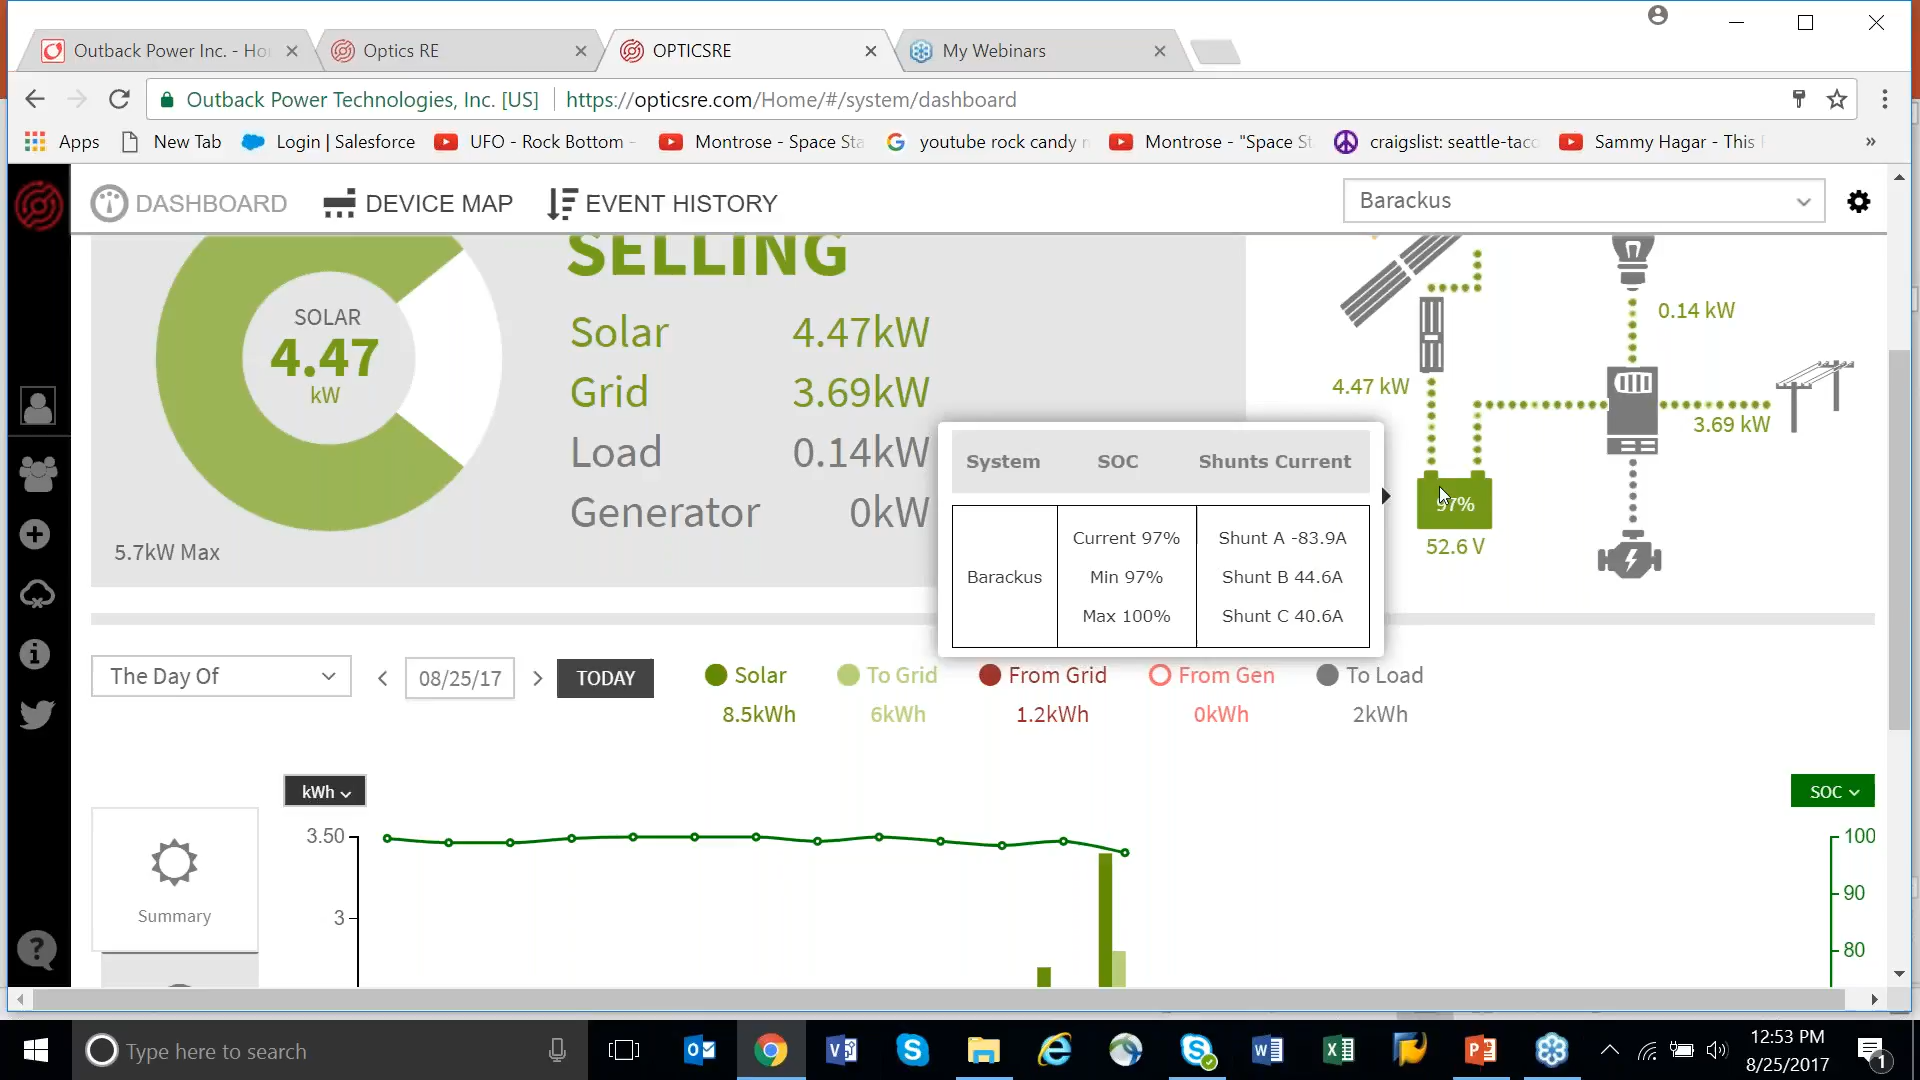 Outback Power Inc. - Ho
Optics RE
OPTICSRE
My Webinars
Outback Power Technologies, Inc. [US]
https://opticsre.com/Home/#/system/dashboard
Apps
New Tab
Login | Salesforce
UFO - Rock Bottom -
Montrose - Space Sta
youtube rock candy
Montrose - "Space St
craigslist: seattle-taco
Sammy Hagar - This
»
DASHBOARD
DEVICE MAP
EVENT HISTORY
Barackus
SELLING
SOLAR
4.47
kW
5.7kW Max
Solar 4.47kW
Grid 3.69kW
Load 0.14kW
Generator 0kW
0.14 kW
4.47 kW
3.69 kW
97%
52.6 V
System SOC Shunts Current
Barackus
Current 97%
Min 97%
Max 100%
Shunt A -83.9A
Shunt B 44.6A
Shunt C 40.6A
The Day Of
08/25/17
TODAY
Solar
8.5kWh
To Grid
6kWh
From Grid
1.2kWh
From Gen
0kWh
To Load
2kWh
kWh
SOC
3.50
3
100
90
80
Summary
Type here to search
12:53 PM
8/25/2017
1